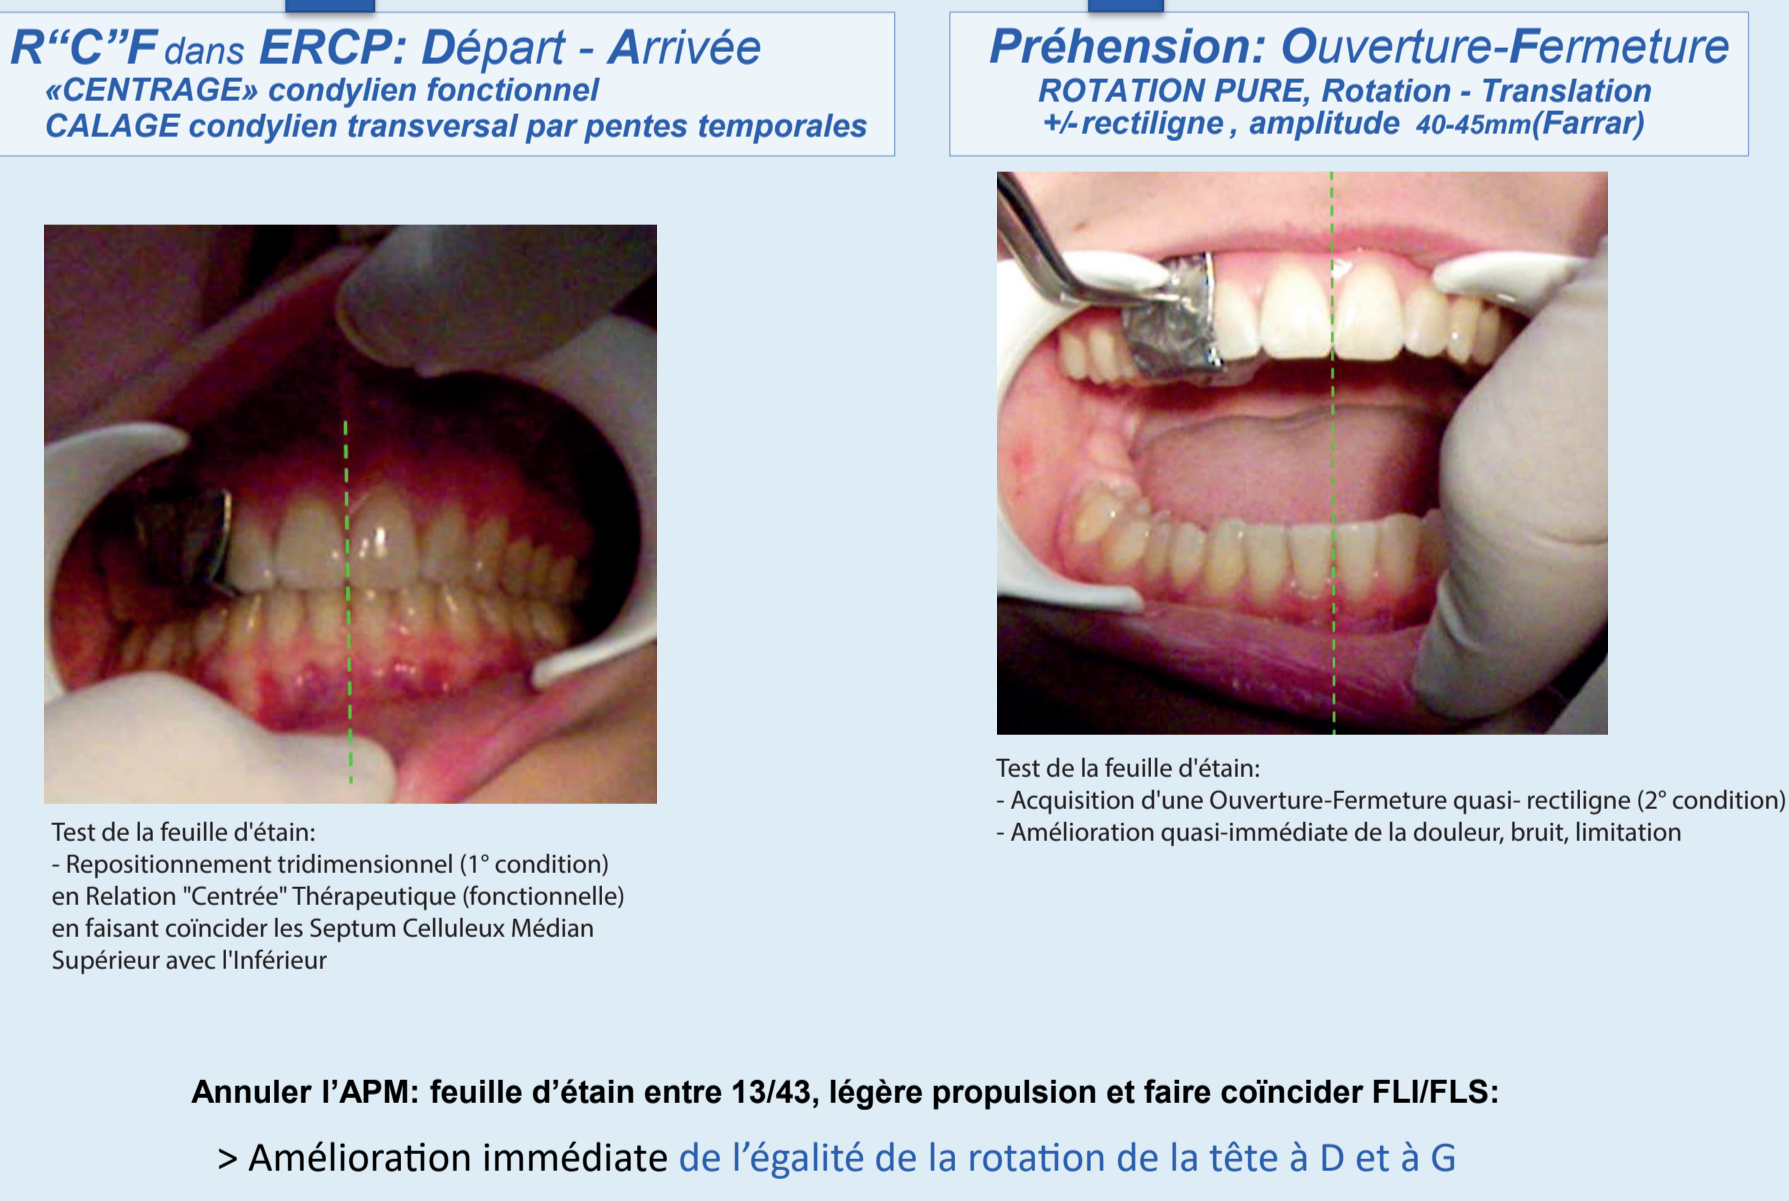 R“C”F dans ERCP: Départ - Arrivée
«CENTRAGE» condylien fonctionnel
CALAGE condylien transversal par pentes temporales
Préhension: Ouverture-Fermeture
ROTATION PURE, Rotation - Translation
+/-rectiligne , amplitude 40-45mm(Farrar)
Test de la feuille d'étain:
- Repositionnement tridimensionnel (1° condition)
en Relation "Centrée" Thérapeutique (fonctionnelle)
en faisant coïncider les Septum Celluleux Médian
Supérieur avec l'Inférieur
Test de la feuille d'étain:
- Acquisition d'une Ouverture-Fermeture quasi- rectiligne (2° condition)
- Amélioration quasi-immédiate de la douleur, bruit, limitation
Annuler l’APM: feuille d’étain entre 13/43, légère propulsion et faire coïncider FLI/FLS:
> Amélioration immédiate de l’égalité de la rotation de la tête à D et à G